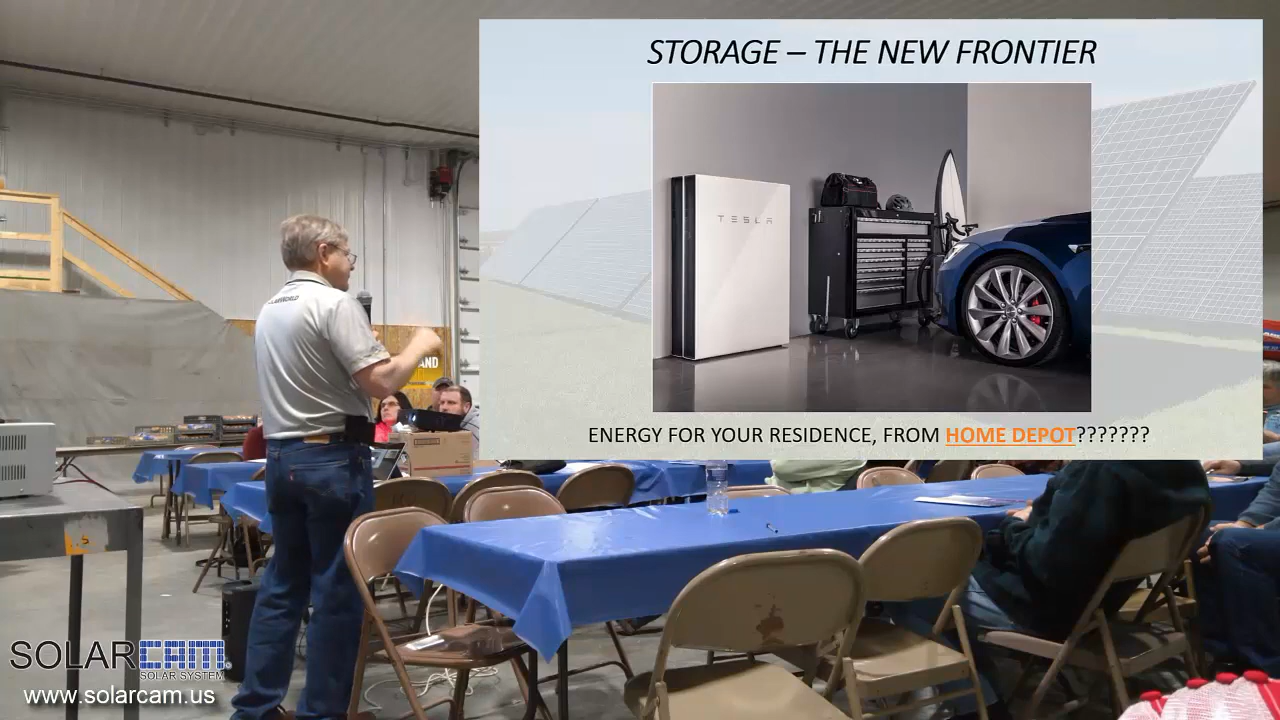 STORAGE – THE NEW FRONTIER
TESLA
ENERGY FOR YOUR RESIDENCE, FROM HOME DEPOT???????
SOLARCAM
SOLAR SYSTEM
www.solarcam.us